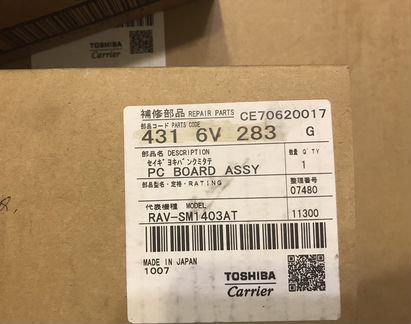 TOSHIBA
Carrier
補修部品 REPAIR PARTS CE70620017
部品コード PARTS CODE
431 6V 283 G
部品名 DESCRIPTION 数量 Q'TY
セイギヨキバンクミタテ
PC BOARD ASSY 1
部品型名・定格・RATING 整理番号
07480
代表機種 MODEL
RAV-SM1403AT 11300
MADE IN JAPAN
1007
TOSHIBA
Carrier